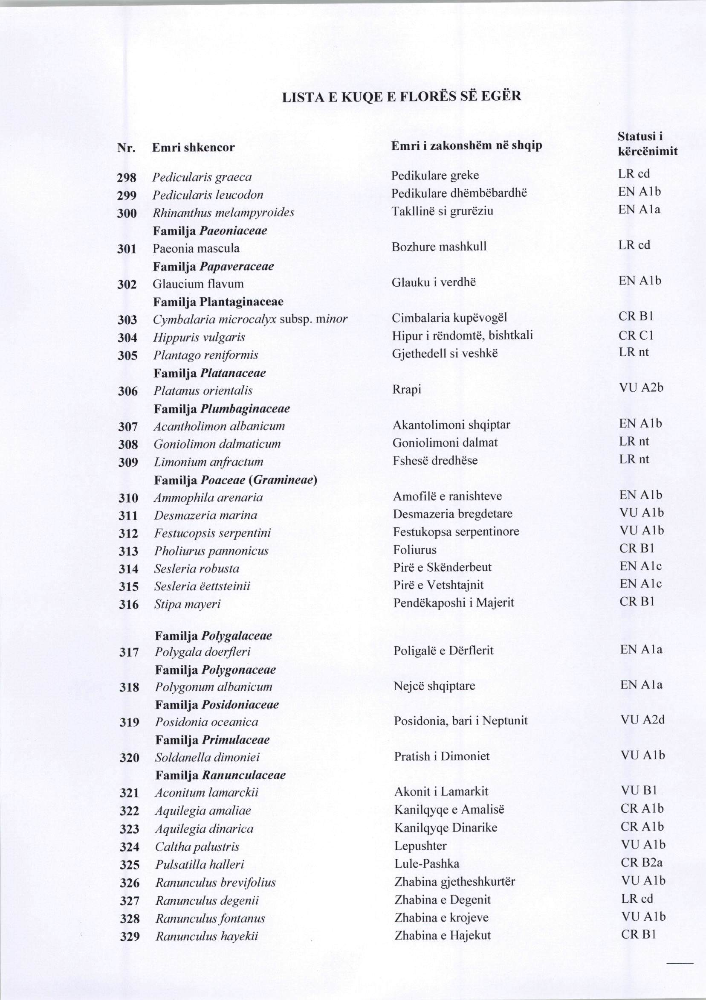 LISTA E KUQE E FLORËS SË EGËR
Nr. Emri shkencor Emri i zakonshëm në shqip Statusi i kërcënimit
298 Pedicularis graeca Pedikulare greke LR cd
299 Pedicularis leucodon Pedikulare dhëmbëbardhë EN A1b
300 Rhinanthus melampyroides Takllinë si grurëziu EN A1a
Familja Paeoniaceae
301 Paeonia mascula Bozhure mashkull LR cd
Familja Papaveraceae
302 Glaucium flavum Glauku i verdhë EN A1b
Familja Plantaginaceae
303 Cymbalaria microcalyx subsp. minor Cimbalaria kupëvogël CR B1
304 Hippuris vulgaris Hipur i rëndomtë, bishtkali CR C1
305 Plantago reniformis Gjethedell si veshkë LR nt
Familja Platanaceae
306 Platanus orientalis Rrapi VU A2b
Familja Plumbaginaceae
307 Acantholimon albanicum Akantolimoni shqiptar EN A1b
308 Goniolimon dalmaticum Goniolimoni dalmat LR nt
309 Limonium anfractum Fshesë dredhëse LR nt
Familja Poaceae (Gramineae)
310 Ammophila arenaria Amofilë e ranishteve EN A1b
311 Desmazeria marina Desmazeria bregdetare VU A1b
312 Festucopsis serpentini Festukopsa serpentinore VU A1b
313 Pholiurus pannonicus Foliurus CR B1
314 Sesleria robusta Pirë e Skënderbeut EN A1c
315 Sesleria ëettsteinii Pirë e Vetshtajnit EN A1c
316 Stipa mayeri Pendëkaposhi i Majerit CR B1
Familja Polygalaceae
317 Polygala doerfleri Poligalë e Dërflerit EN A1a
Familja Polygonaceae
318 Polygonum albanicum Nejcë shqiptare EN A1a
Familja Posidoniaceae
319 Posidonia oceanica Posidonia, bari i Neptunit VU A2d
Familja Primulaceae
320 Soldanella dimoniei Pratish i Dimoniet VU A1b
Familja Ranunculaceae
321 Aconitum lamarckii Akonit i Lamarkit VU B1
322 Aquilegia amaliae Kanilqyqe e Amalisë CR A1b
323 Aquilegia dinarica Kanilqyqe Dinarike CR A1b
324 Caltha palustris Lepushter VU A1b
325 Pulsatilla halleri Lule-Pashka CR B2a
326 Ranunculus brevifolius Zhabina gjetheshkurtër VU A1b
327 Ranunculus degenii Zhabina e Degenit LR cd
328 Ranunculus fontanus Zhabina e krojeve VU A1b
329 Ranunculus hayekii Zhabina e Hajekut CR B1